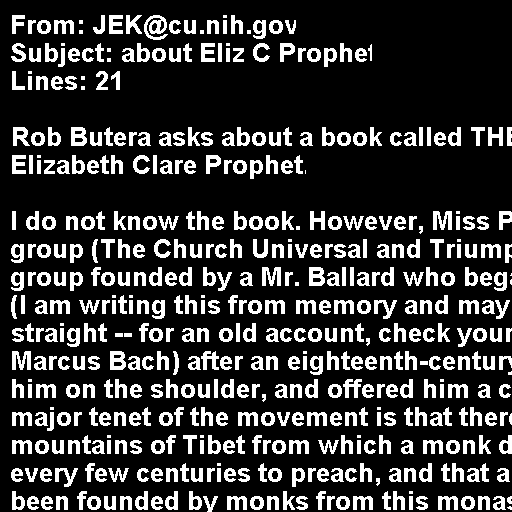 From: JEK@cu.nih.gov
Subject: about Eliz C Prophet
Lines: 21

Rob Butera asks about a book called THE
Elizabeth Clare Prophet.

I do not know the book. However, Miss P
group (The Church Universal and Triump
group founded by a Mr. Ballard who bega
(I am writing this from memory and may
straight -- for an old account, check your
Marcus Bach) after an eighteenth-century
him on the shoulder, and offered him a c
major tenet of the movement is that there
mountains of Tibet from which a monk d
every few centuries to preach, and that a
been founded by monks from this monas